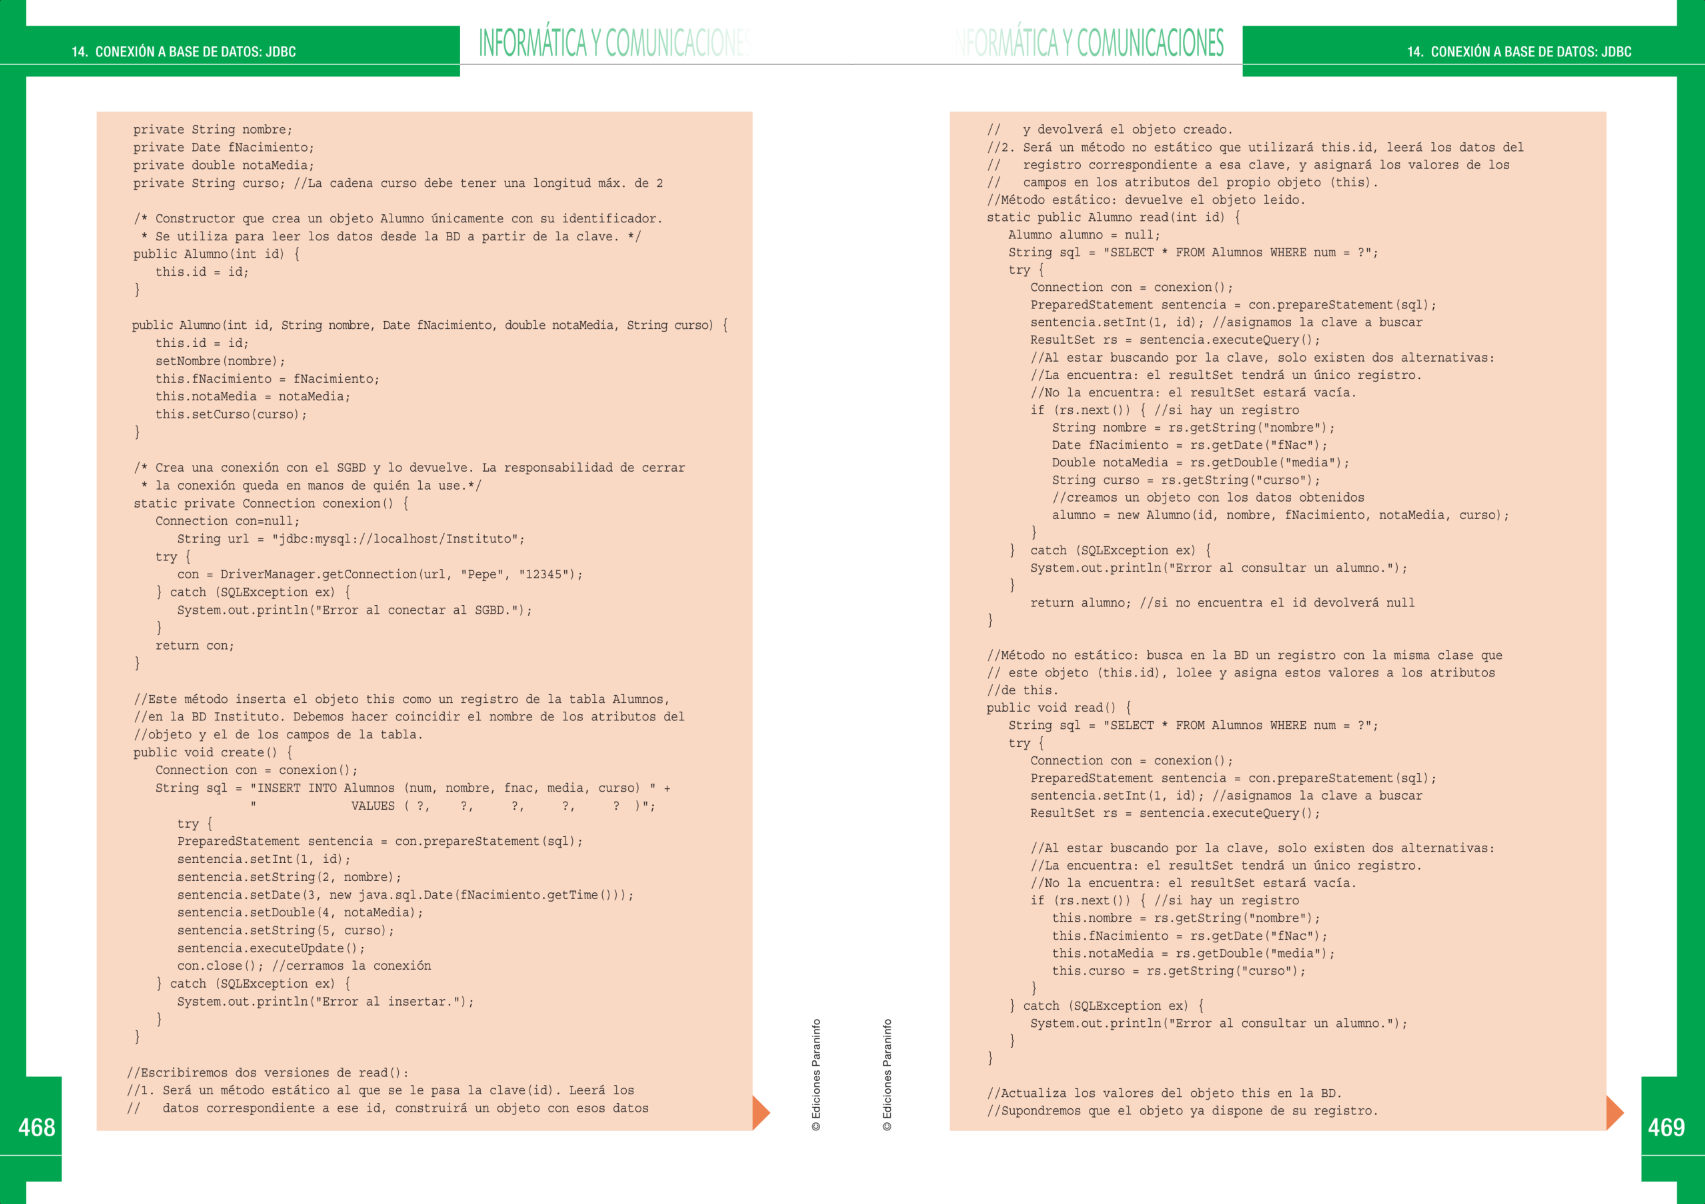 14. CONEXIÓN A BASE DE DATOS: JDBC
INFORMÁTICA Y COMUNICACIONES
private String nombre;
private Date fNacimiento;
private double notaMedia;
private String curso; //La cadena curso debe tener una longitud máx. de 2
/* Constructor que crea un objeto Alumno únicamente con su identificador.
* Se utiliza para leer los datos desde la BD a partir de la clave. */
public Alumno(int id) {
this.id = id;
}
public Alumno(int id, String nombre, Date fNacimiento, double notaMedia, String curso) {
this.id = id;
setNombre(nombre);
this.fNacimiento = fNacimiento;
this.notaMedia = notaMedia;
this.setCurso(curso);
}
/* Crea una conexión con el SGBD y lo devuelve. La responsabilidad de cerrar
* la conexión queda en manos de quién la use.*/
static private Connection conexion() {
Connection con=null;
String url = "jdbc:mysql://localhost/Instituto";
try {
con = DriverManager.getConnection(url, "Pepe", "12345");
} catch (SQLException ex) {
System.out.println("Error al conectar al SGBD.");
}
return con;
}
//Este método inserta el objeto this como un registro de la tabla Alumnos,
//en la BD Instituto. Debemos hacer coincidir el nombre de los atributos del
//objeto y el de los campos de la tabla.
public void create() {
Connection con = conexion();
String sql = "INSERT INTO Alumnos (num, nombre, fnac, media, curso) " +
" VALUES ( ?, ?, ?, ?, ? )";
try {
PreparedStatement sentencia = con.prepareStatement(sql);
sentencia.setInt(1, id);
sentencia.setString(2, nombre);
sentencia.setDate(3, new java.sql.Date(fNacimiento.getTime()));
sentencia.setDouble(4, notaMedia);
sentencia.setString(5, curso);
sentencia.executeUpdate();
con.close(); //cerramos la conexión
} catch (SQLException ex) {
System.out.println("Error al insertar.");
}
}
//Escribiremos dos versiones de read():
//1. Será un método estático al que se le pasa la clave(id). Leerá los
// datos correspondiente a ese id, construirá un objeto con esos datos
468
© Ediciones Paraninfo
INFORMÁTICA Y COMUNICACIONES
14. CONEXIÓN A BASE DE DATOS: JDBC
// y devolverá el objeto creado.
//2. Será un método no estático que utilizará this.id, leerá los datos del
// registro correspondiente a esa clave, y asignará los valores de los
// campos en los atributos del propio objeto (this).
//Método estático: devuelve el objeto leido.
static public Alumno read(int id) {
Alumno alumno = null;
String sql = "SELECT * FROM Alumnos WHERE num = ?";
try {
Connection con = conexion();
PreparedStatement sentencia = con.prepareStatement(sql);
sentencia.setInt(1, id); //asignamos la clave a buscar
ResultSet rs = sentencia.executeQuery();
//Al estar buscando por la clave, solo existen dos alternativas:
//La encuentra: el resultSet tendrá un único registro.
//No la encuentra: el resultSet estará vacía.
if (rs.next()) { //si hay un registro
String nombre = rs.getString("nombre");
Date fNacimiento = rs.getDate("fNac");
Double notaMedia = rs.getDouble("media");
String curso = rs.getString("curso");
//creamos un objeto con los datos obtenidos
alumno = new Alumno(id, nombre, fNacimiento, notaMedia, curso);
}
} catch (SQLException ex) {
System.out.println("Error al consultar un alumno.");
}
return alumno; //si no encuentra el id devolverá null
}
//Método no estático: busca en la BD un registro con la misma clase que
// este objeto (this.id), lolee y asigna estos valores a los atributos
//de this.
public void read() {
String sql = "SELECT * FROM Alumnos WHERE num = ?";
try {
Connection con = conexion();
PreparedStatement sentencia = con.prepareStatement(sql);
sentencia.setInt(1, id); //asignamos la clave a buscar
ResultSet rs = sentencia.executeQuery();
//Al estar buscando por la clave, solo existen dos alternativas:
//La encuentra: el resultSet tendrá un único registro.
//No la encuentra: el resultSet estará vacía.
if (rs.next()) { //si hay un registro
this.nombre = rs.getString("nombre");
this.fNacimiento = rs.getDate("fNac");
this.notaMedia = rs.getDouble("media");
this.curso = rs.getString("curso");
}
} catch (SQLException ex) {
System.out.println("Error al consultar un alumno.");
}
}
//Actualiza los valores del objeto this en la BD.
//Supondremos que el objeto ya dispone de su registro.
© Ediciones Paraninfo
469